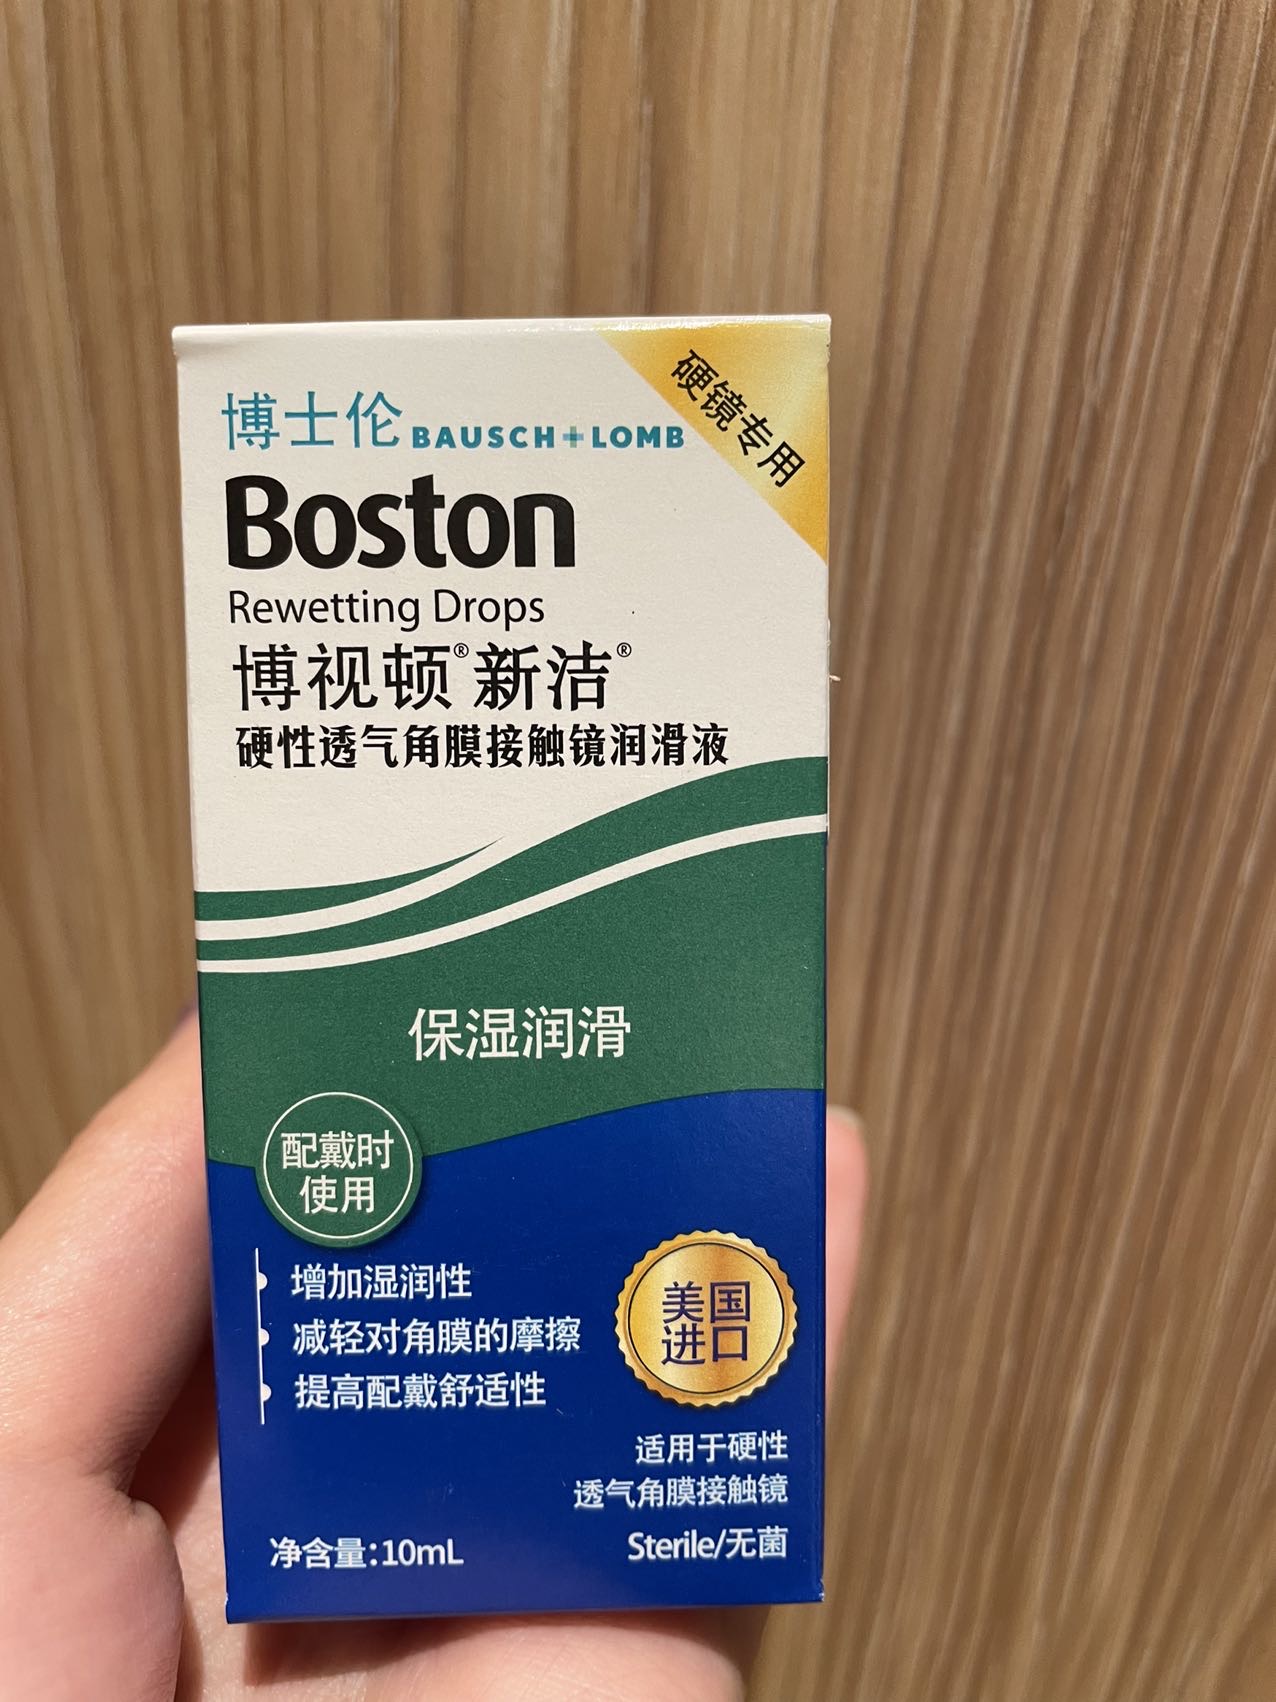 博士伦 BAUSCH+LOMB
硬镜专用
Boston
Rewetting Drops
博视顿®新洁®
硬性透气角膜接触镜润滑液
保湿润滑
配戴时
使用
增加湿润性
减轻对角膜的摩擦
提高配戴舒适性
美国
进口
适用于硬性
透气角膜接触镜
净含量:10mL
Sterile/无菌